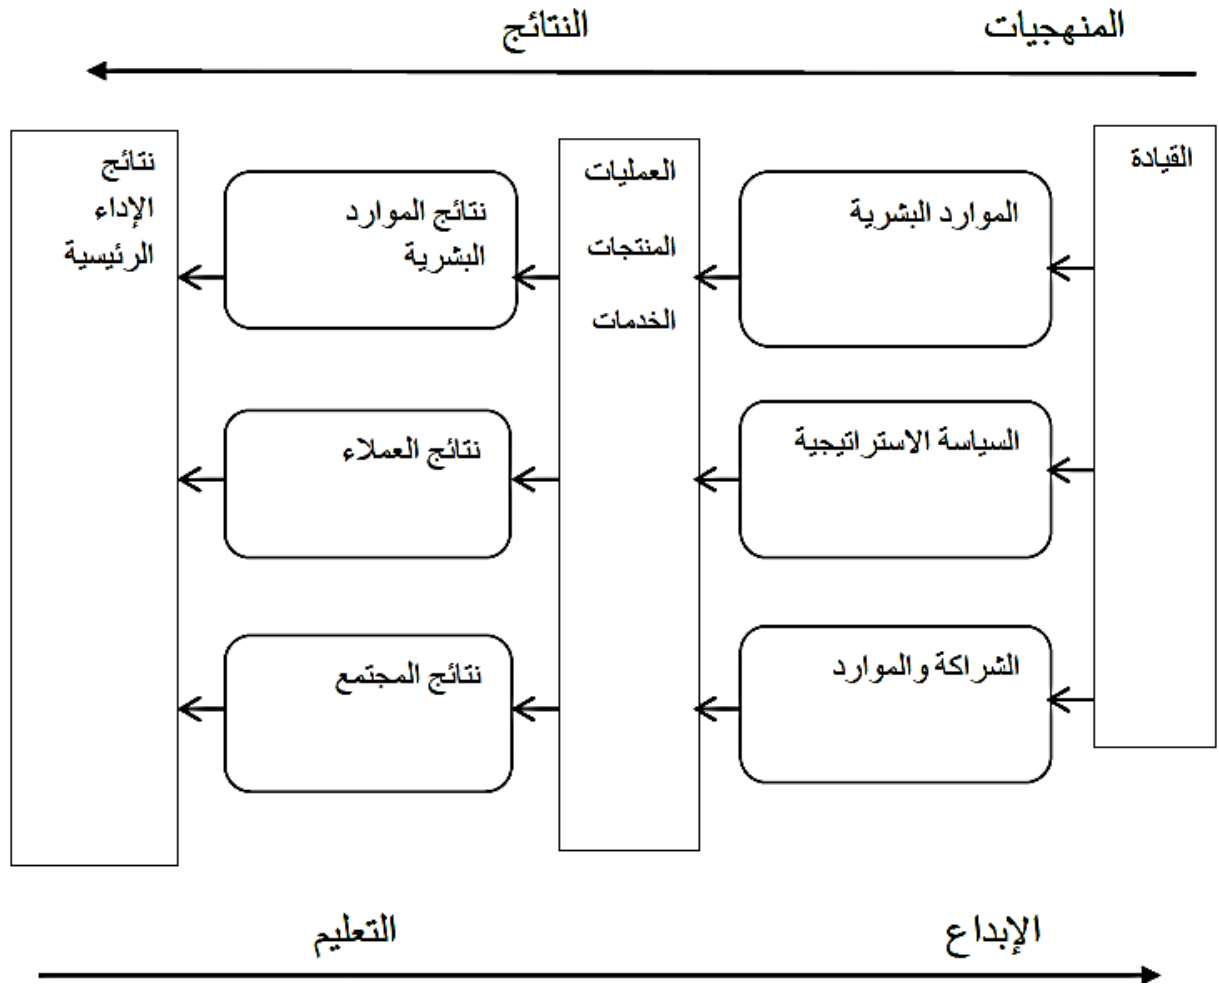 المنهجيات
النتائج
القيادة
الموارد البشرية
السياسة الاستراتيجية
الشراكة والموارد
العمليات
المنتجات
الخدمات
نتائج الموارد
البشرية
نتائج العملاء
نتائج المجتمع
نتائج
الإداء
الرئيسية
الإبداع
التعليم